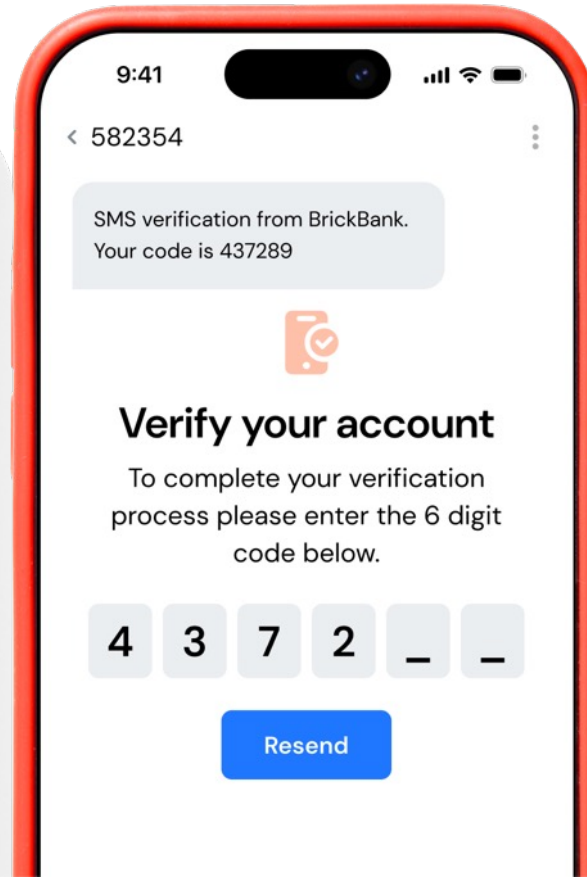 9:41
582354
SMS verification from BrickBank.
Your code is 437289
Verify your account
To complete your verification
process please enter the 6 digit
code below.
4 3 7 2 _ _
Resend